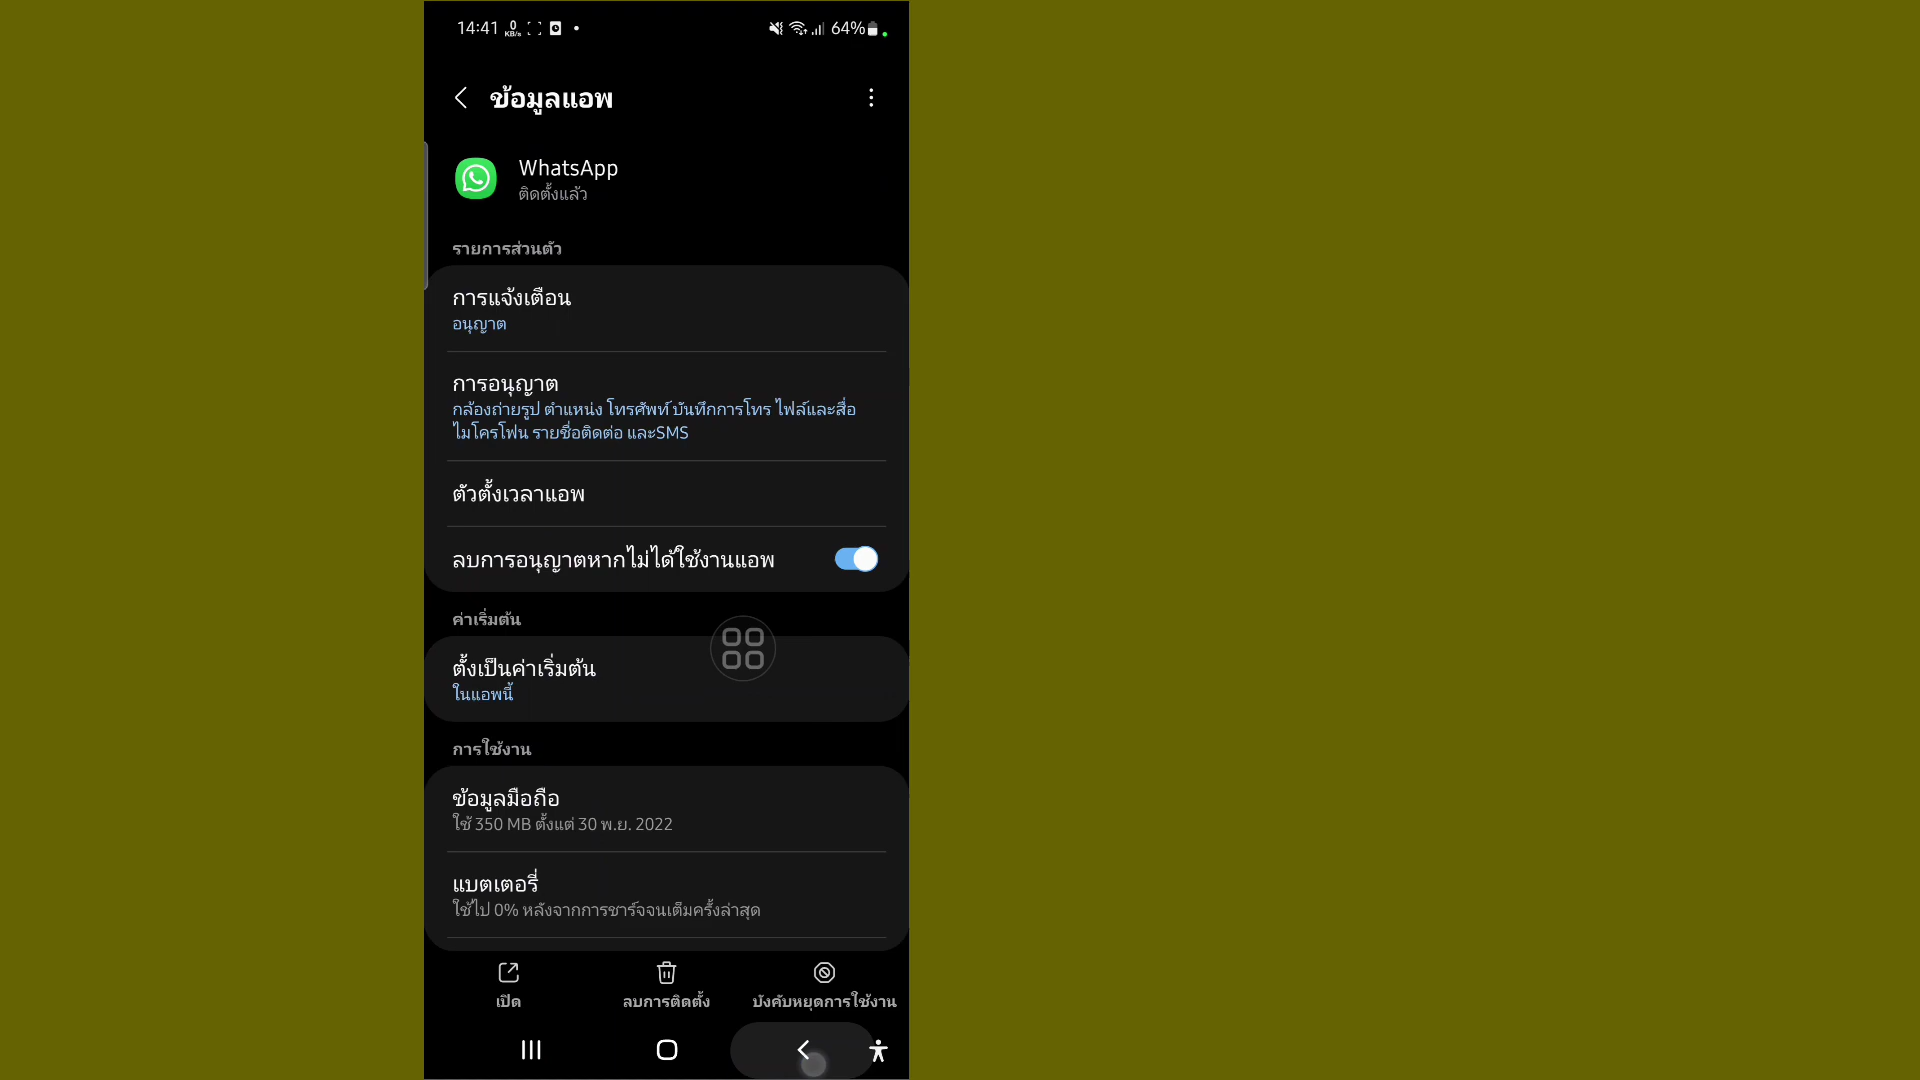 14:41 0 KB/s 64%
ข้อมูลแอพ
WhatsApp
ติดตั้งแล้ว
รายการส่วนตัว
การแจ้งเตือน
อนุญาต
การอนุญาต
กล้องถ่ายรูป ตำแหน่ง โทรศัพท์ บันทึกการโทร ไฟล์และสื่อ
ไมโครโฟน รายชื่อติดต่อ และSMS
ตัวตั้งเวลาแอพ
ลบการอนุญาตหากไม่ได้ใช้งานแอพ
ค่าเริ่มต้น
ตั้งเป็นค่าเริ่มต้น
ในแอพนี้
การใช้งาน
ข้อมูลมือถือ
ใช้ 350 MB ตั้งแต่ 30 พ.ย. 2022
แบตเตอรี่
ใช้ไป 0% หลังจากการชาร์จจนเต็มครั้งล่าสุด
เปิด ลบการติดตั้ง บังคับหยุดการใช้งาน